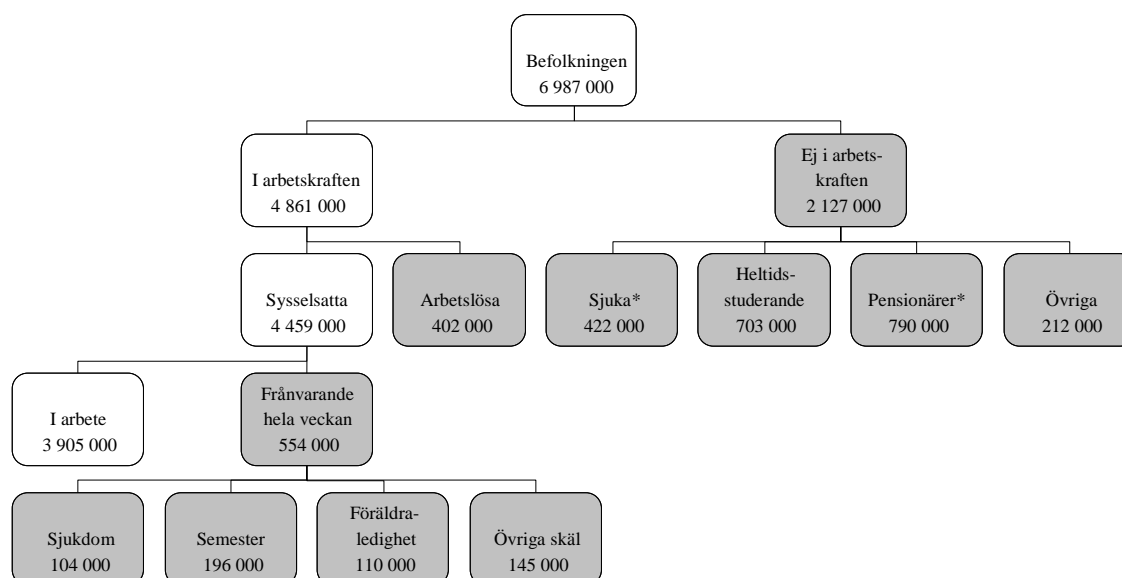 Befolkningen
6 987 000
I arbetskraften
4 861 000
Ej i arbets-
kraften
2 127 000
Sysselsatta
4 459 000
Arbetslösa
402 000
Sjuka*
422 000
Heltids-
studerande
703 000
Pensionärer*
790 000
Övriga
212 000
I arbete
3 905 000
Frånvarande
hela veckan
554 000
Sjukdom
104 000
Semester
196 000
Föräldra-
ledighet
110 000
Övriga skäl
145 000